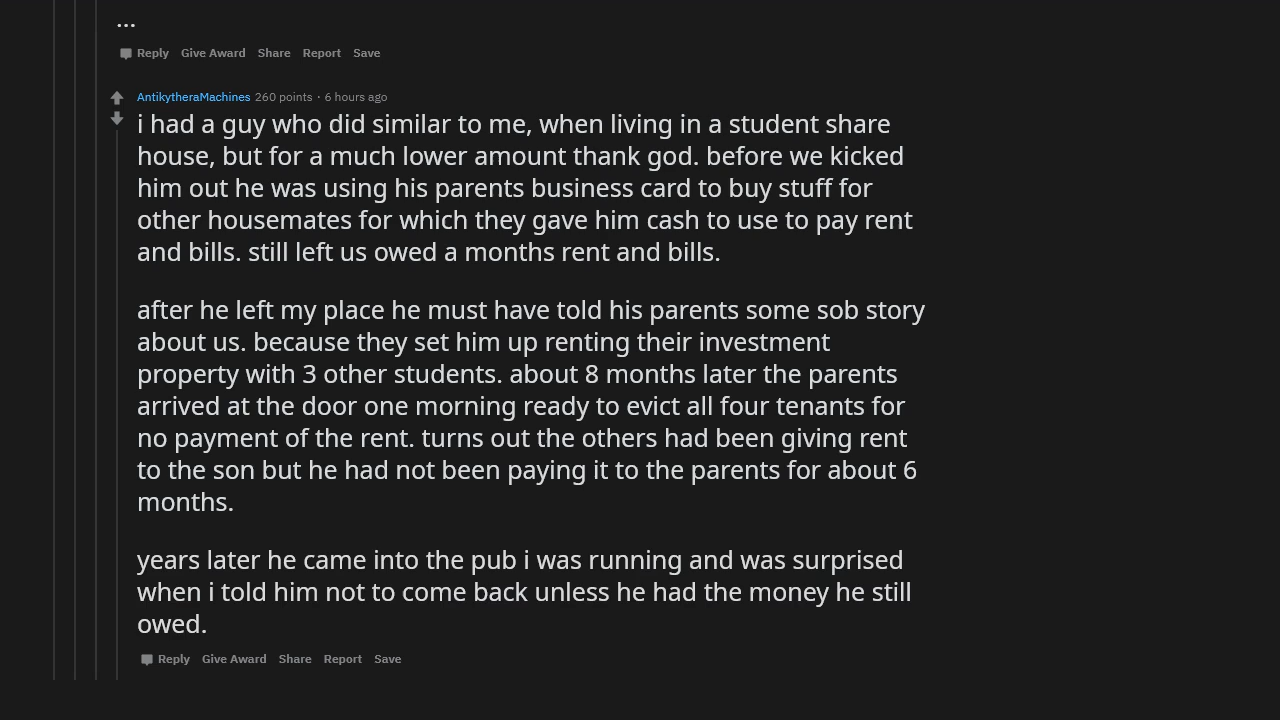 ...
Reply Give Award Share Report Save
AntikytheraMachines 260 points · 6 hours ago
i had a guy who did similar to me, when living in a student share
house, but for a much lower amount thank god. before we kicked
him out he was using his parents business card to buy stuff for
other housemates for which they gave him cash to use to pay rent
and bills. still left us owed a months rent and bills.
after he left my place he must have told his parents some sob story
about us. because they set him up renting their investment
property with 3 other students. about 8 months later the parents
arrived at the door one morning ready to evict all four tenants for
no payment of the rent. turns out the others had been giving rent
to the son but he had not been paying it to the parents for about 6
months.
years later he came into the pub i was running and was surprised
when i told him not to come back unless he had the money he still
owed.
Reply Give Award Share Report Save